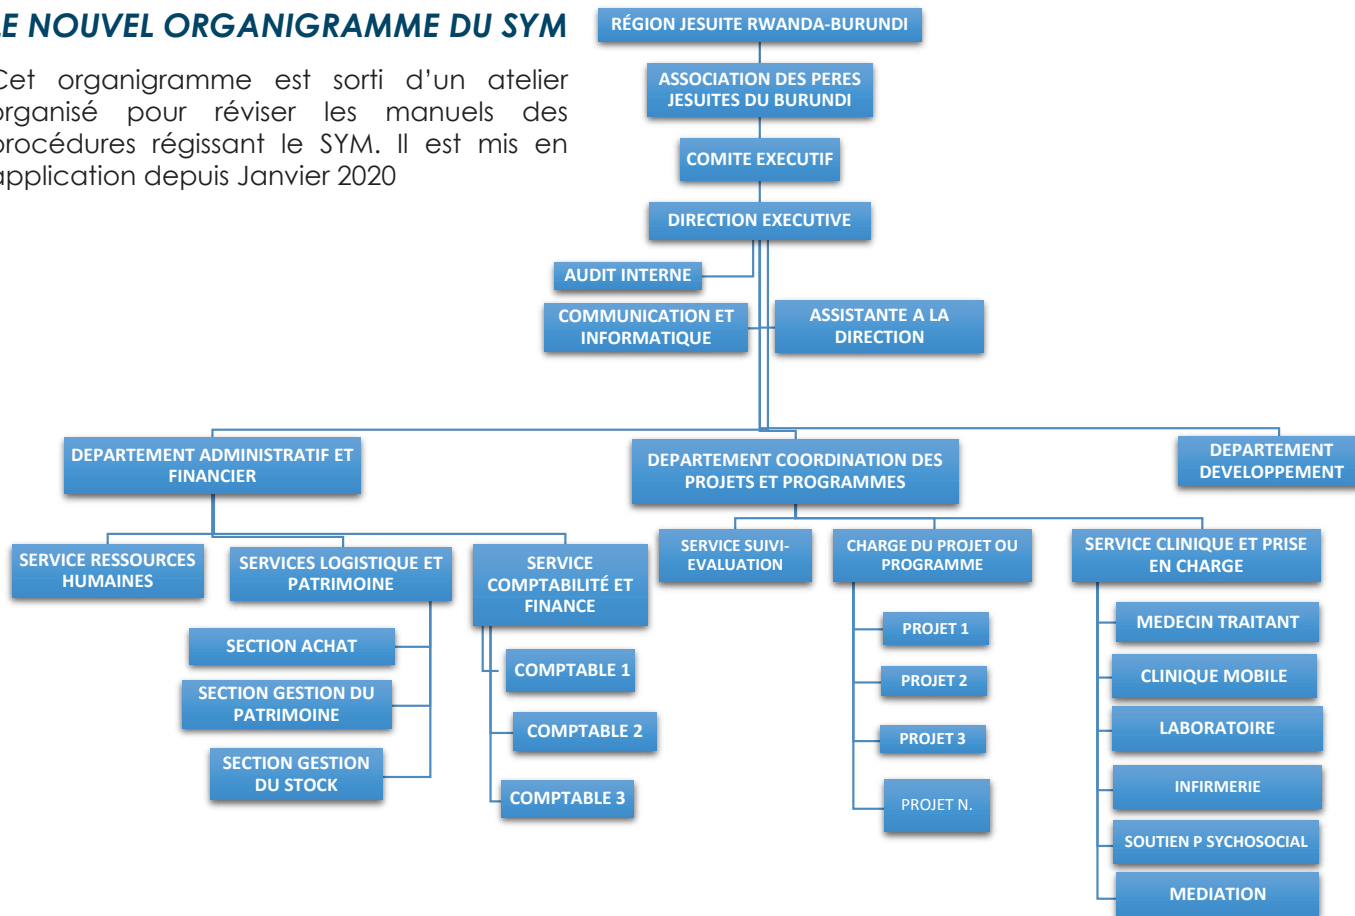 LE NOUVEL ORGANIGRAMME DU SYM
Cet organigramme est sorti d’un atelier
organisé pour réviser les manuels des
procédures régissant le SYM. Il est mis en
application depuis Janvier 2020
RÉGION JESUITE RWANDA-BURUNDI
ASSOCIATION DES PERES
JESUITES DU BURUNDI
COMITE EXECUTIF
DIRECTION EXECUTIVE
AUDIT INTERNE
COMMUNICATION ET
INFORMATIQUE
ASSISTANTE A LA
DIRECTION
DEPARTEMENT ADMINISTRATIF ET
FINANCIER
DEPARTEMENT COORDINATION DES
PROJETS ET PROGRAMMES
DEPARTEMENT
DEVELOPPEMENT
SERVICE RESSOURCES
HUMAINES
SERVICES LOGISTIQUE ET
PATRIMOINE
SERVICE
COMPTABILITÉ ET
FINANCE
SERVICE SUIVI-
EVALUATION
CHARGE DU PROJET OU
PROGRAMME
SERVICE CLINIQUE ET PRISE
EN CHARGE
SECTION ACHAT
SECTION GESTION DU
PATRIMOINE
SECTION GESTION
DU STOCK
COMPTABLE 1
COMPTABLE 2
COMPTABLE 3
PROJET 1
PROJET 2
PROJET 3
PROJET N.
MEDECIN TRAITANT
CLINIQUE MOBILE
LABORATOIRE
INFIRMERIE
SOUTIEN P SYCHOSOCIAL
MEDIATION